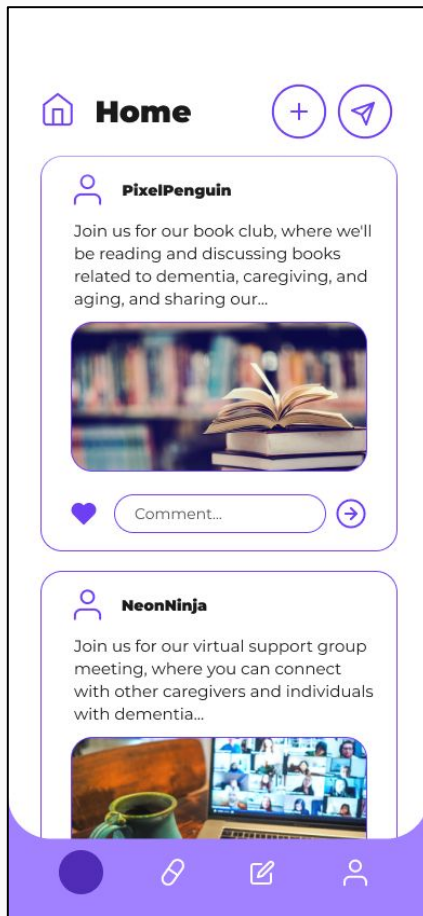 Home
PixelPenguin
Join us for our book club, where we'll
be reading and discussing books
related to dementia, caregiving, and
aging, and sharing our...
Comment...
NeonNinja
Join us for our virtual support group
meeting, where you can connect
with other caregivers and individuals
with dementia...